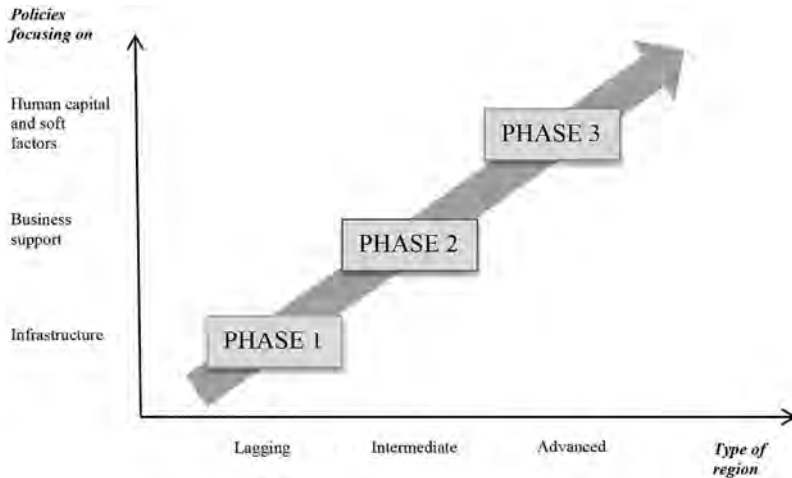 Policies
focusing on
Human capital
and soft
factors
PHASE 3
Business
support
PHASE 2
Infrastructure
PHASE 1
Lagging
Intermediate
Advanced
Type of
region